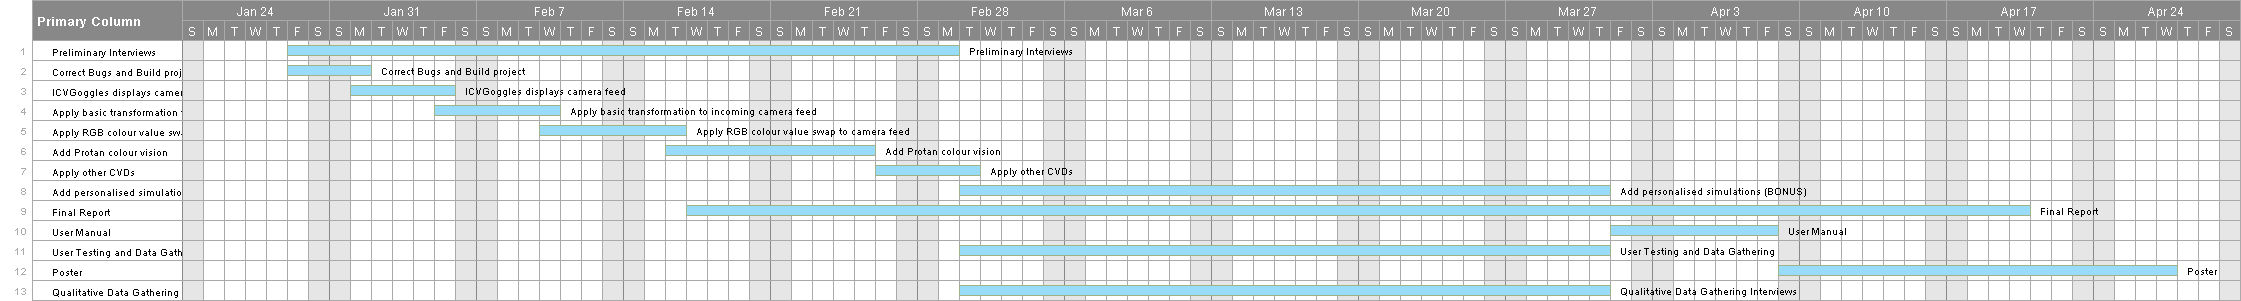 Primary Column Jan 24 Jan 31 Feb 7 Feb 14 Feb 21 Feb 28 Mar 6 Mar 13 Mar 20 Mar 27 Apr 3 Apr 10 Apr 17 Apr 24
S M T W T F S S M T W T F S S M T W T F S S M T W T F S S M T W T F S S M T W T F S S M T W T F S S M T W T F S S M T W T F S S M T W T F S S M T W T F S S M T W T F S S M T W T F S S M T W T F S
1 Preliminary Interviews Preliminary Interviews
2 Correct Bugs and Build proj Correct Bugs and Build project
3 ICVGoggles displays camer ICVGoggles displays camera feed
4 Apply basic transformation Apply basic transformation to incoming camera feed
5 Apply RGB colour value swa Apply RGB colour value swap to camera feed
6 Add Protan colour vision Add Protan colour vision
7 Apply other CVDs Apply other CVDs
8 Add personalised simulatio Add personalised simulations (BONUS)
9 Final Report Final Report
10 User Manual User Manual
11 User Testing and Data Gath User Testing and Data Gathering
12 Poster Poster
13 Qualitative Data Gathering Qualitative Data Gathering Interviews